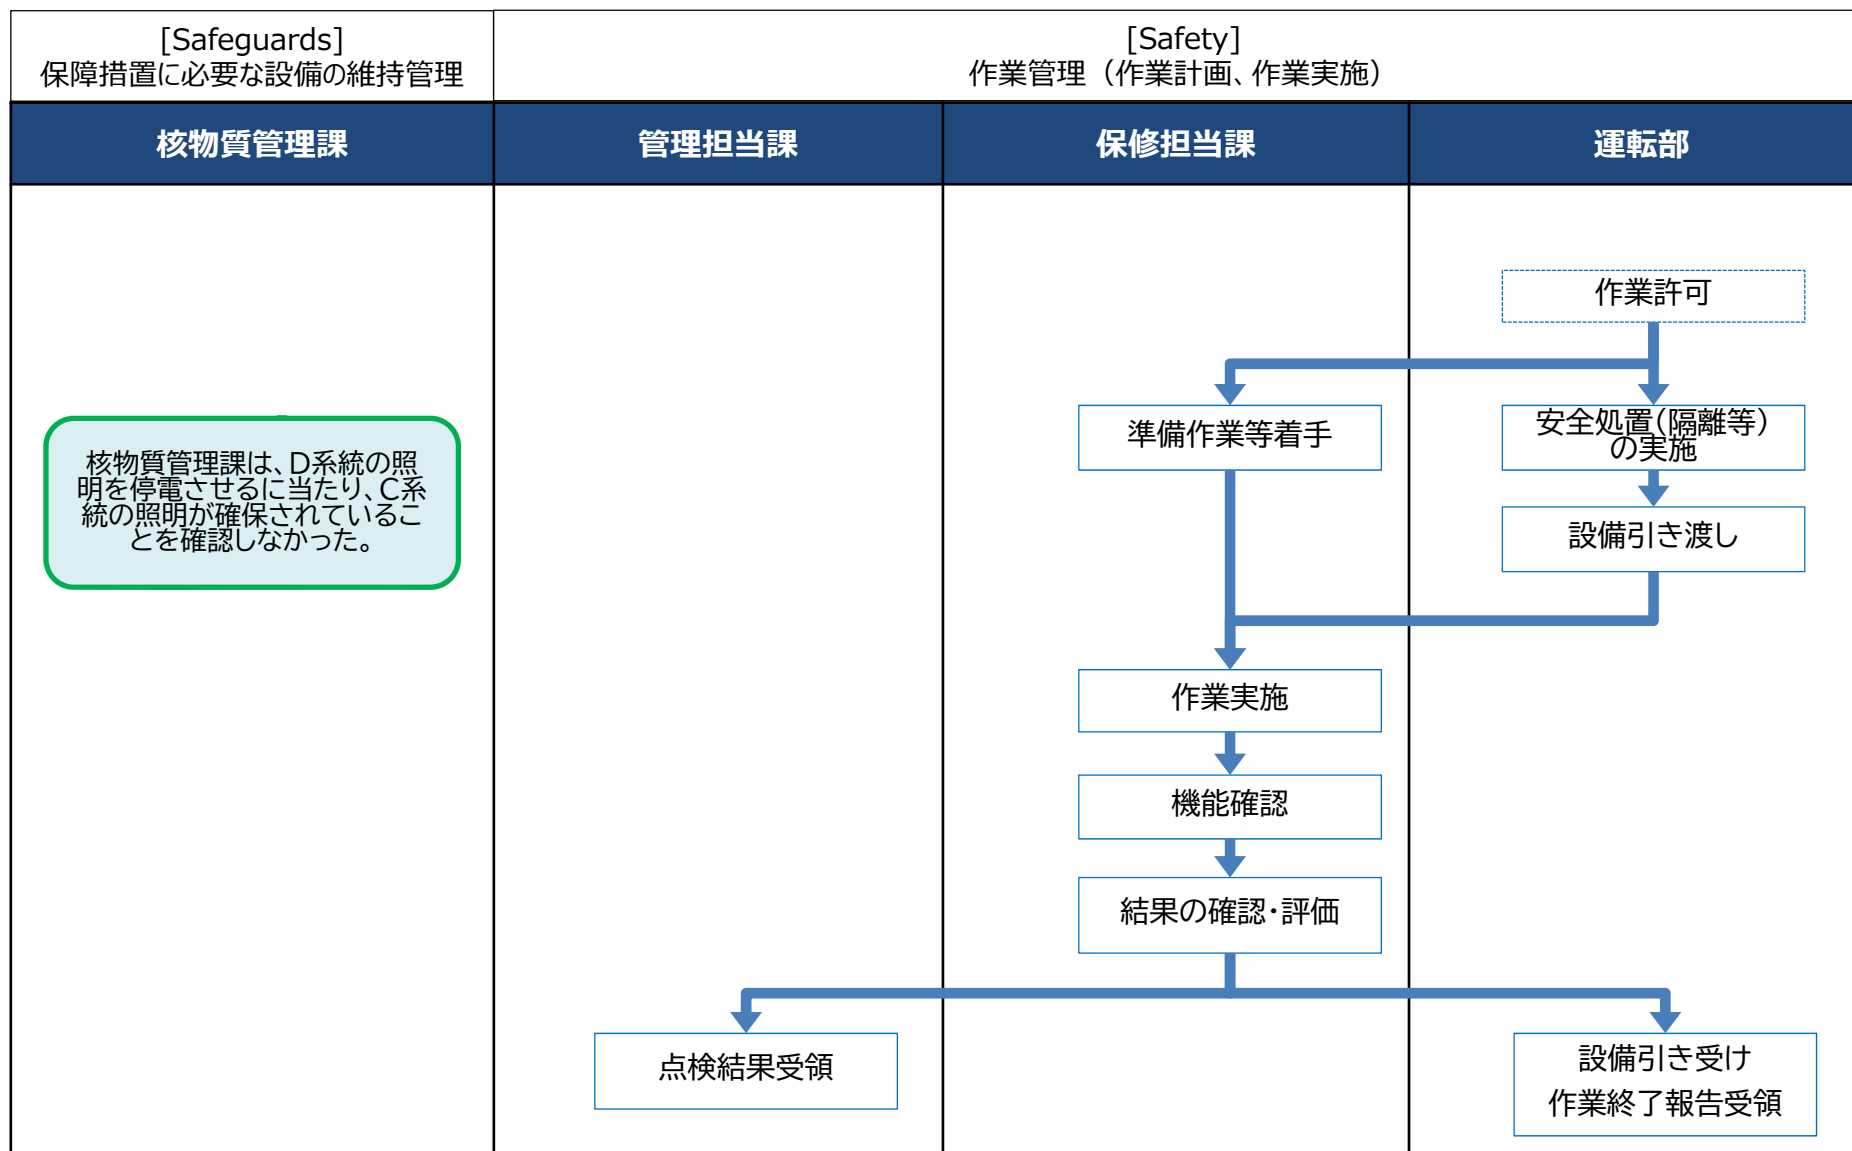 [Safeguards]
保障措置に必要な設備の維持管理
[Safety]
作業管理（作業計画、作業実施）
核物質管理課
管理担当課
保修担当課
運転部
作業許可
準備作業等着手
安全処置（隔離等）
の実施
核物質管理課は、D系統の照
明を停電させるに当たり、C系
統の照明が確保されているこ
とを確認しなかった。
設備引き渡し
作業実施
機能確認
結果の確認・評価
点検結果受領
設備引き受け
作業終了報告受領